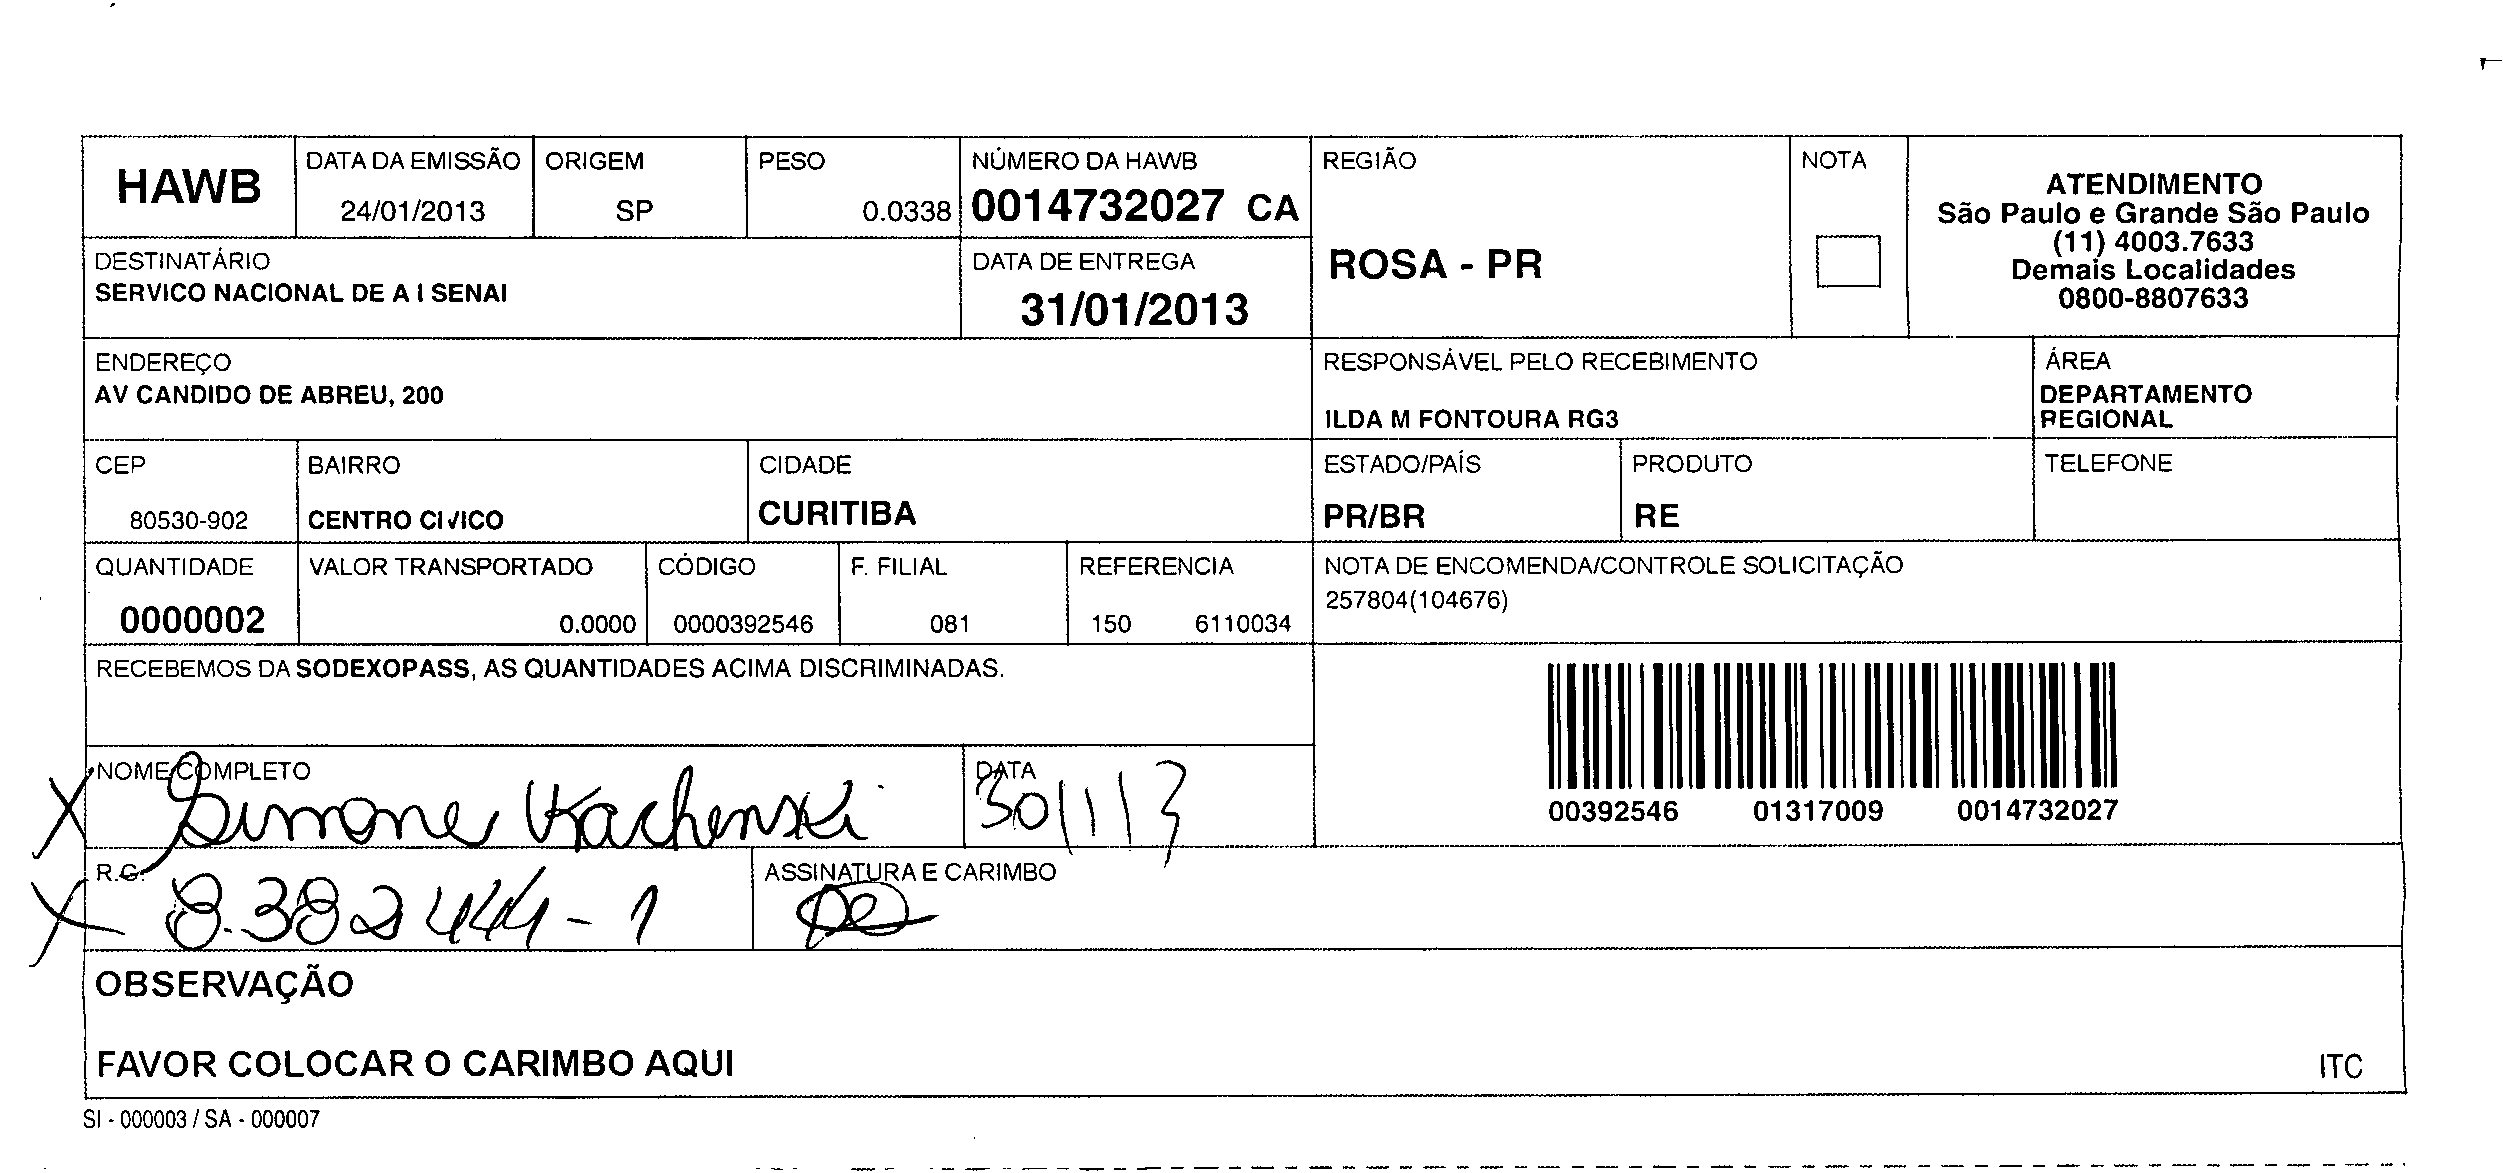 HAWB
DATA DA EMISSÃO
24/01/2013
ORIGEM
SP
PESO
0.0338
NÚMERO DA HAWB
0014732027 CA
REGIÃO
ROSA - PR
NOTA
ATENDIMENTO
São Paulo e Grande São Paulo
(11) 4003.7633
Demais Localidades
0800-8807633
DESTINATÁRIO
SERVICO NACIONAL DE A I SENAI
DATA DE ENTREGA
31/01/2013
ENDEREÇO
AV CANDIDO DE ABREU, 200
RESPONSÁVEL PELO RECEBIMENTO
ILDA M FONTOURA RG3
ÁREA
DEPARTAMENTO
REGIONAL
CEP
80530-902
BAIRRO
CENTRO CIVICO
CIDADE
CURITIBA
ESTADO/PAÍS
PR/BR
PRODUTO
RE
TELEFONE
QUANTIDADE
0000002
VALOR TRANSPORTADO
0.0000
CÓDIGO
0000392546
F. FILIAL
081
REFERENCIA
150 6110034
NOTA DE ENCOMENDA/CONTROLE SOLICITAÇÃO
257804(104676)
RECEBEMOS DA SODEXOPASS, AS QUANTIDADES ACIMA DISCRIMINADAS.
00392546 01317009 0014732027
NOME COMPLETO
Simone Kachenski
DATA
30/1/13
R.G.
8.382444-1
ASSINATURA E CARIMBO
OBSERVAÇÃO
FAVOR COLOCAR O CARIMBO AQUI
ITC
SI - 000003 / SA - 000007